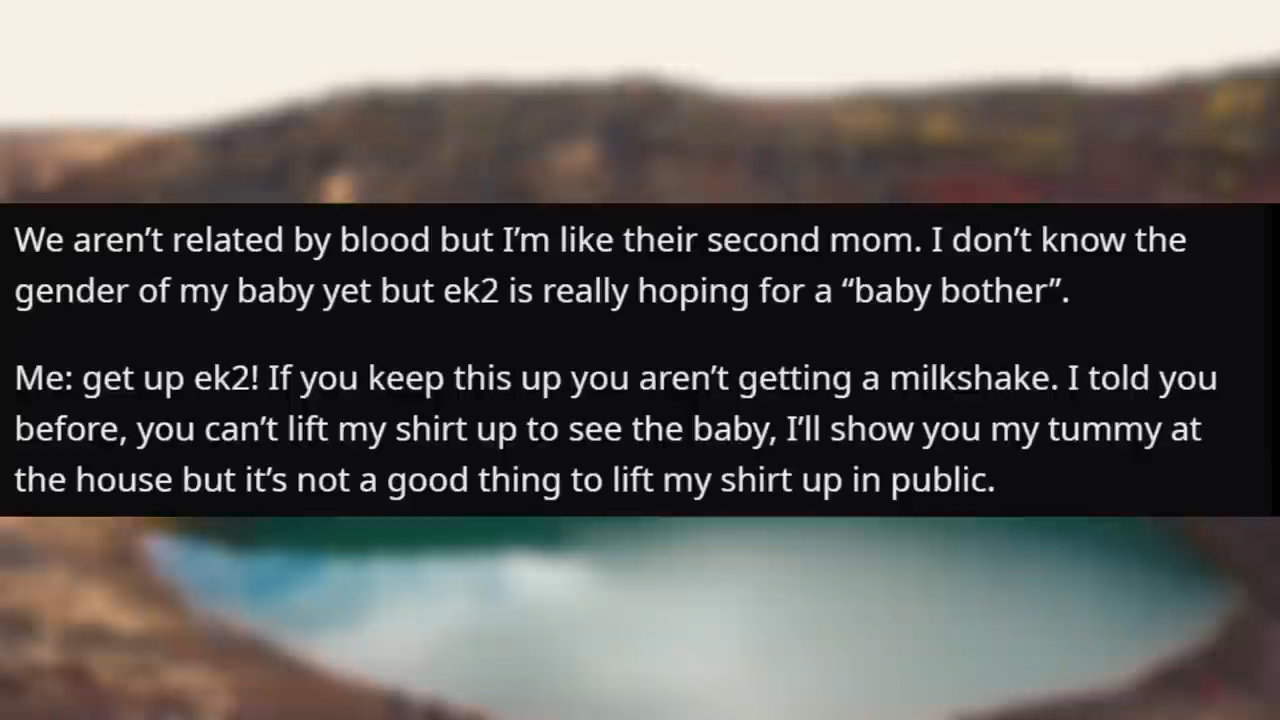 We aren’t related by blood but I’m like their second mom. I don’t know the
gender of my baby yet but ek2 is really hoping for a “baby bother”.
Me: get up ek2! If you keep this up you aren’t getting a milkshake. I told you
before, you can’t lift my shirt up to see the baby, I’ll show you my tummy at
the house but it’s not a good thing to lift my shirt up in public.